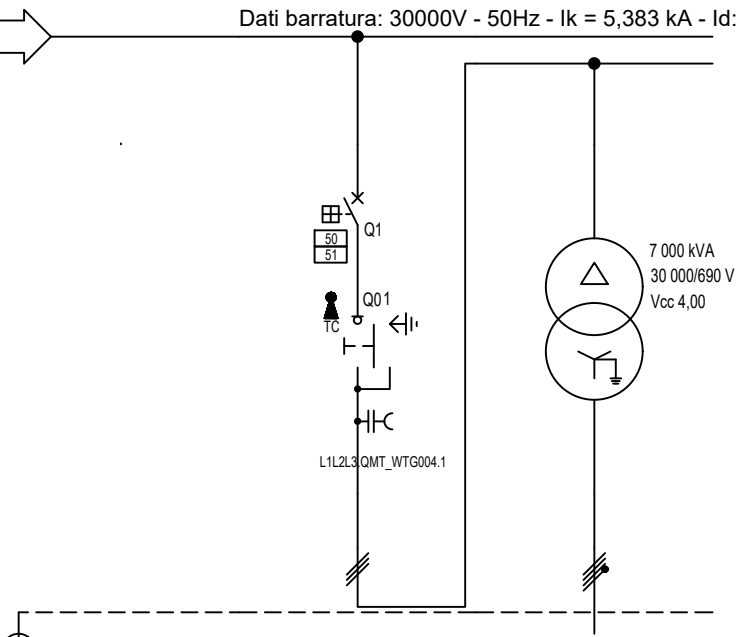 Dati barratura: 30000V - 50Hz - Ik = 5,383 kA - Id:
Q1
50
51
Q01
TC
7 000 kVA
30 000/690 V
Vcc 4,00
L1L2L3.QMT_WTG004.1